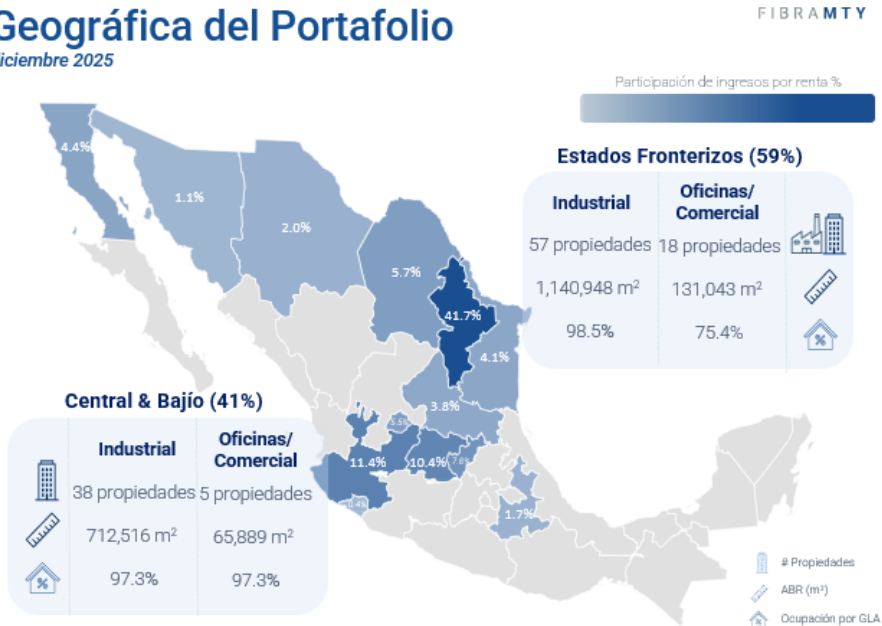 Geográfica del Portafolio
diciembre 2025
FIBRAMTY
Participación de ingresos por renta %
Estados Fronterizos (59%)
Industrial
Oficinas/
Comercial
57 propiedades
18 propiedades
1,140,948 m²
131,043 m²
98.5%
75.4%
4.4%
1.1%
2.0%
5.7%
41.7%
4.1%
3.8%
5.5%
11.4%
10.4%
1.7%
Central & Bajío (41%)
Industrial
Oficinas/
Comercial
38 propiedades
5 propiedades
712,516 m²
65,889 m²
97.3%
97.3%
# Propiedades
ABR (m²)
Ocupación por GLA